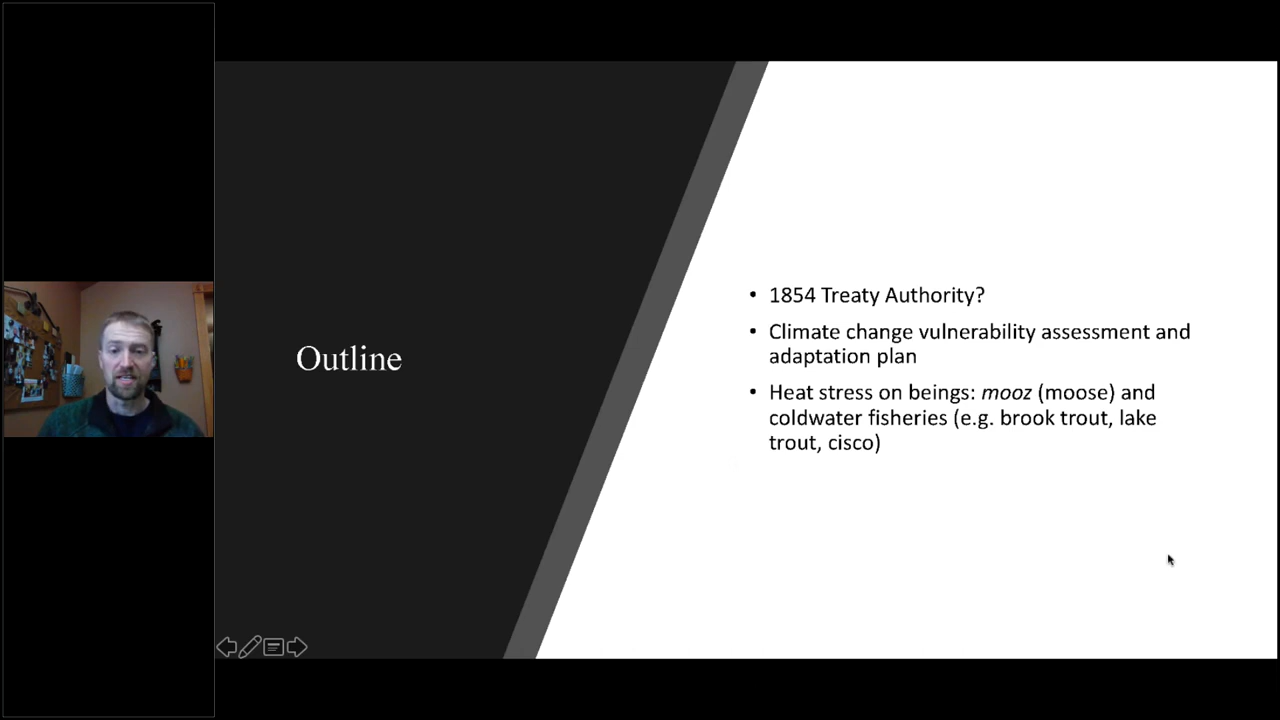 Outline
• 1854 Treaty Authority?
• Climate change vulnerability assessment and
adaptation plan
• Heat stress on beings: mooz (moose) and
coldwater fisheries (e.g. brook trout, lake
trout, cisco)